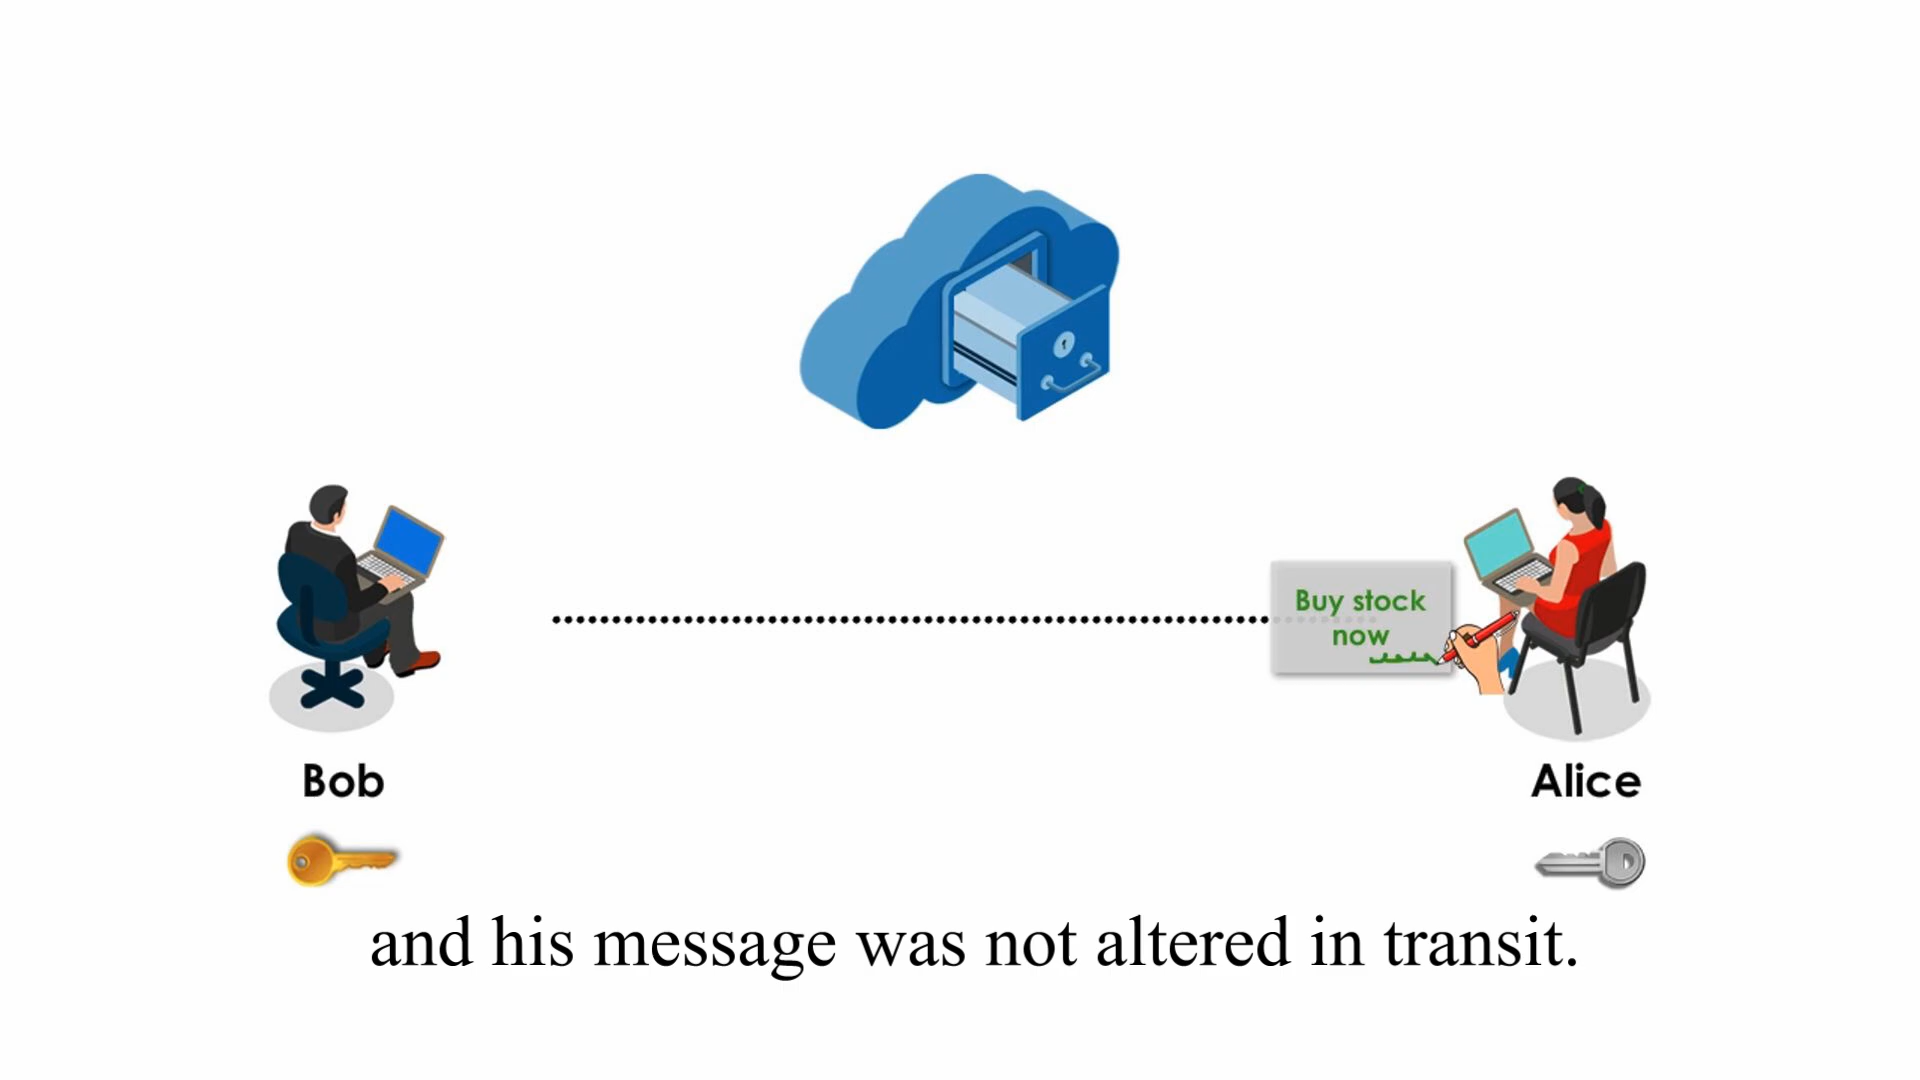 Buy stock
now
Bob
Alice
and his message was not altered in transit.